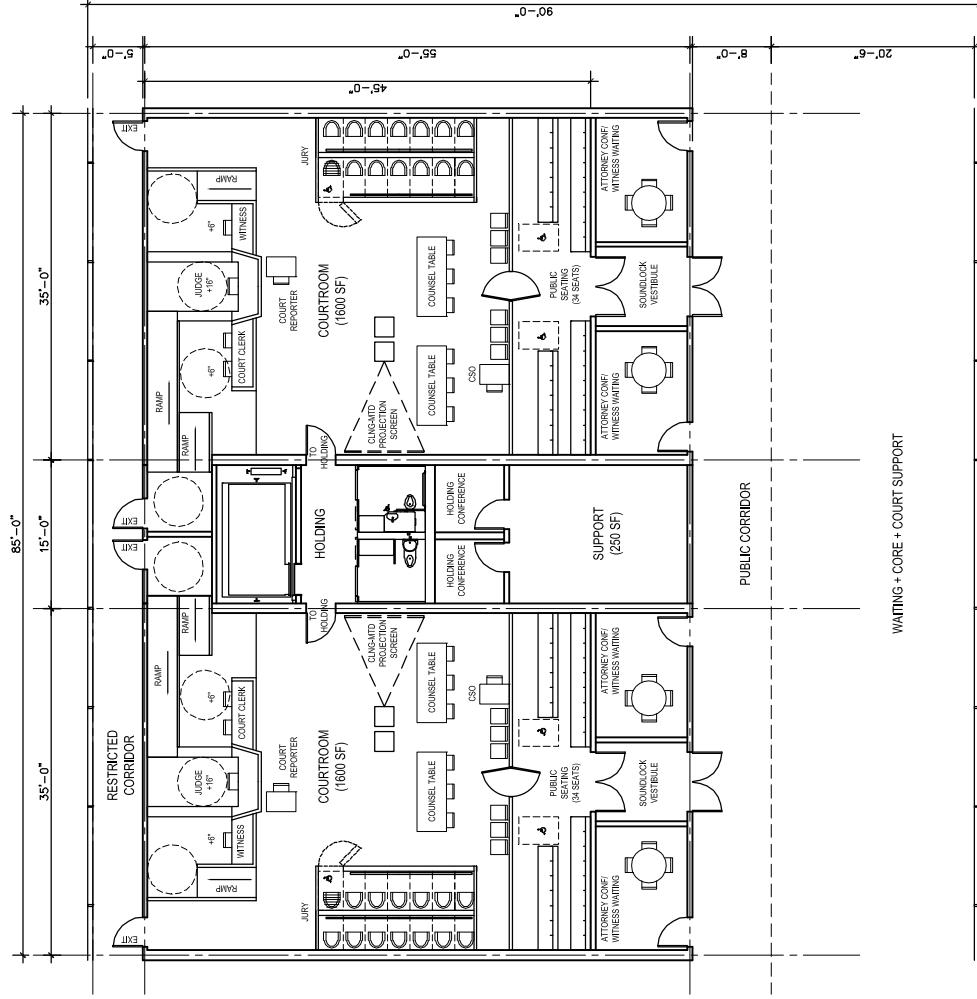 85'-0"
35'-0"
15'-0"
35'-0"
90'-0"
5'-0"
55'-0"
8'-0"
20'-6"
45'-0"
RESTRICTED
CORRIDOR
EXIT
EXIT
EXIT
EXIT
RAMP
+6"
WITNESS
JUDGE
+16"
+6"
COURT CLERK
RAMP
RAMP
COURT
REPORTER
JURY
COURTROOM
(1600 SF)
TO
HOLDING
CLNG-MTD
PROJECTION
SCREEN
COUNSEL TABLE
COUNSEL TABLE
CSO
PUBLIC
SEATING
(34 SEATS)
ATTORNEY CONF/
WITNESS WAITING
SOUNDLOCK
VESTIBULE
ATTORNEY CONF/
WITNESS WAITING
HOLDING
HOLDING
CONFERENCE
HOLDING
CONFERENCE
SUPPORT
(250 SF)
RAMP
RAMP
+6"
COURT CLERK
JUDGE
+16"
+6"
WITNESS
RAMP
COURT
REPORTER
JURY
TO
HOLDING
COURTROOM
(1600 SF)
CLNG-MTD
PROJECTION
SCREEN
COUNSEL TABLE
COUNSEL TABLE
CSO
PUBLIC
SEATING
(34 SEATS)
ATTORNEY CONF/
WITNESS WAITING
SOUNDLOCK
VESTIBULE
ATTORNEY CONF/
WITNESS WAITING
PUBLIC CORRIDOR
WAITING + CORE + COURT SUPPORT